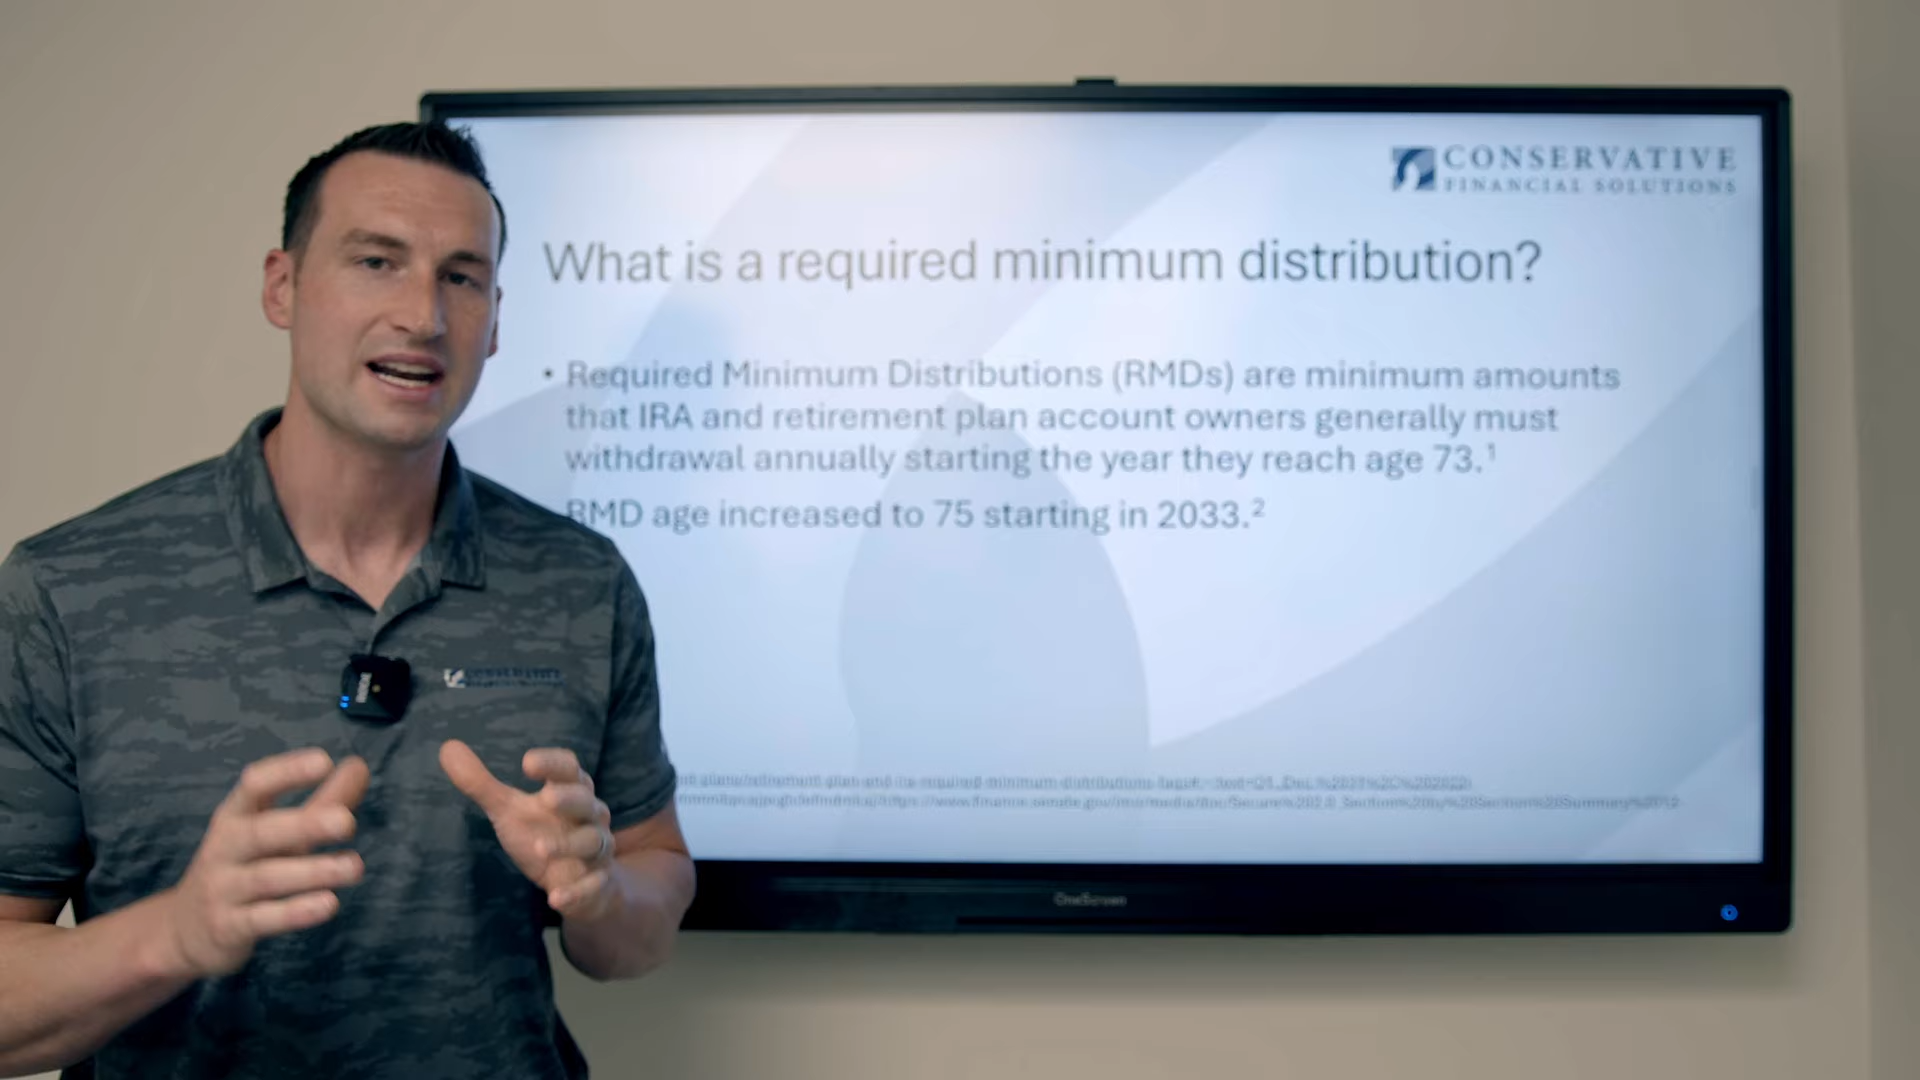 CONSERVATIVE
FINANCIAL SOLUTIONS
What is a required minimum distribution?
• Required Minimum Distributions (RMDs) are minimum amounts
that IRA and retirement plan account owners generally must
withdrawal annually starting the year they reach age 73.¹
RMD age increased to 75 starting in 2033.²
CONSERVATIVE
OneScreen